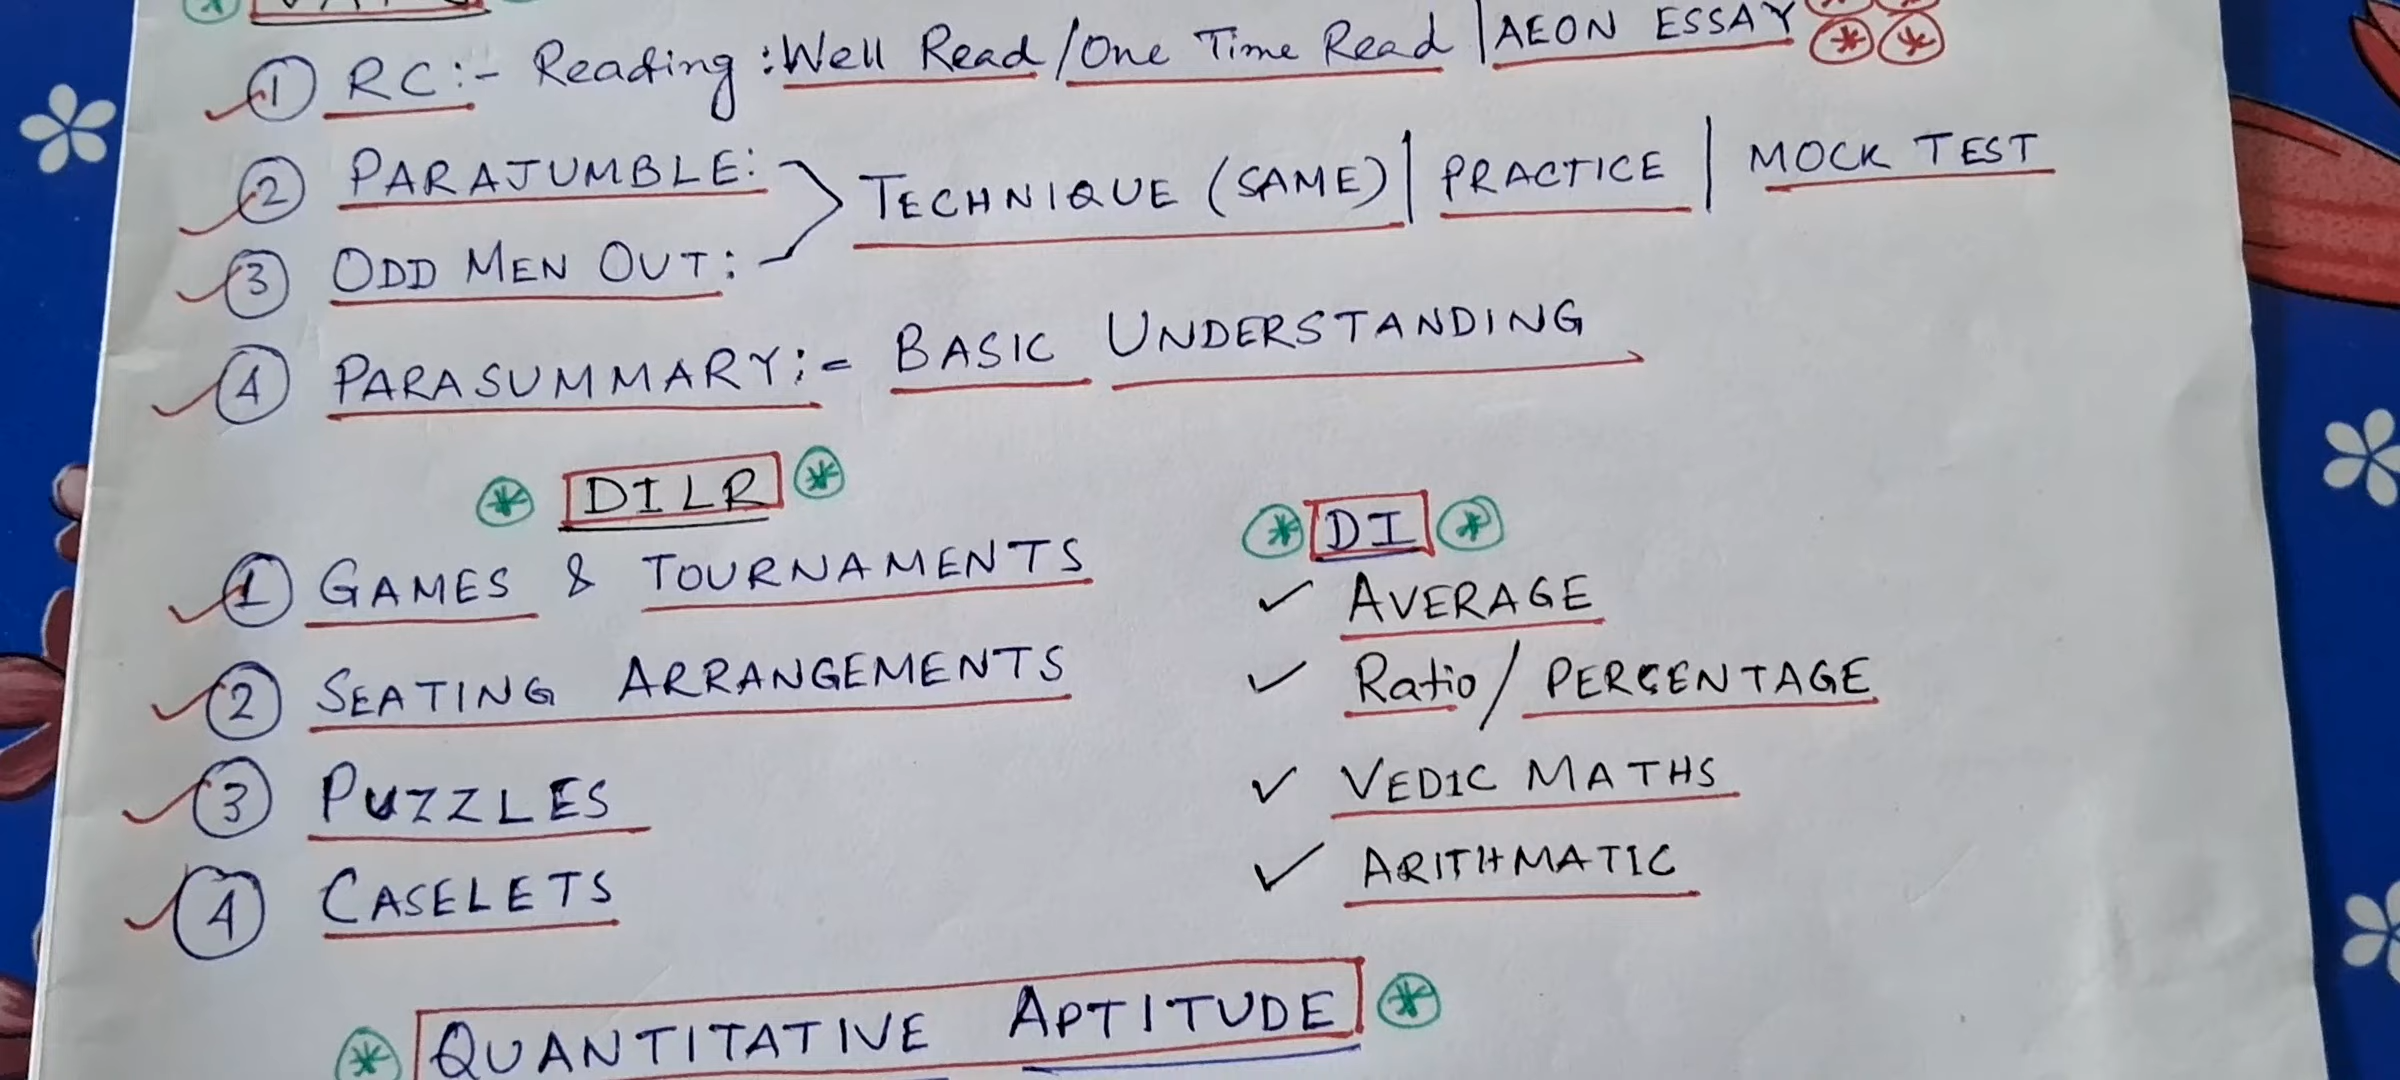 ① RC:- Reading: Well Read / One Time Read | AEON ESSAY
② PARAJUMBLE:
TECHNIQUE (SAME) | PRACTICE | MOCK TEST
③ ODD MEN OUT:
④ PARASUMMARY:- BASIC UNDERSTANDING
DILR
① GAMES & TOURNAMENTS
② SEATING ARRANGEMENTS
③ PUZZLES
④ CASELETS
DI
✓ AVERAGE
✓ Ratio / PERCENTAGE
✓ VEDIC MATHS
✓ ARITHMATIC
QUANTITATIVE APTITUDE